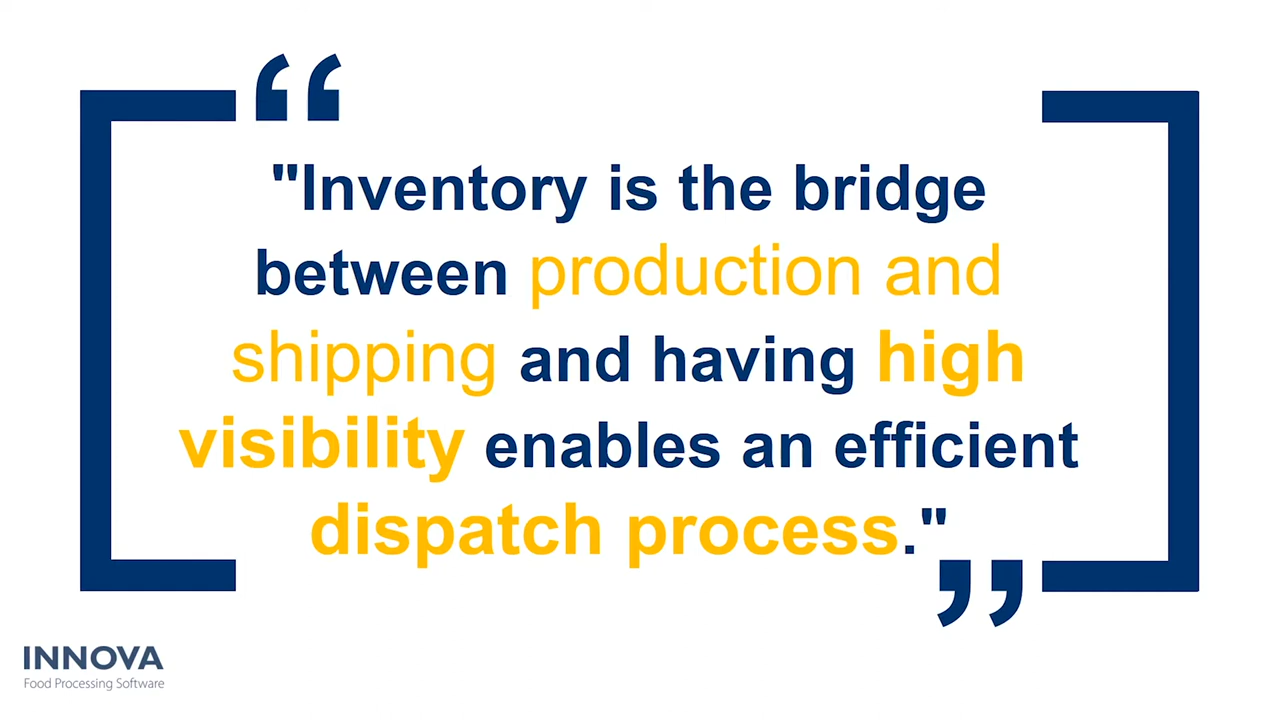 “
"Inventory is the bridge
between production and
shipping and having high
visibility enables an efficient
dispatch process."
”
INNOVA
Food Processing Software